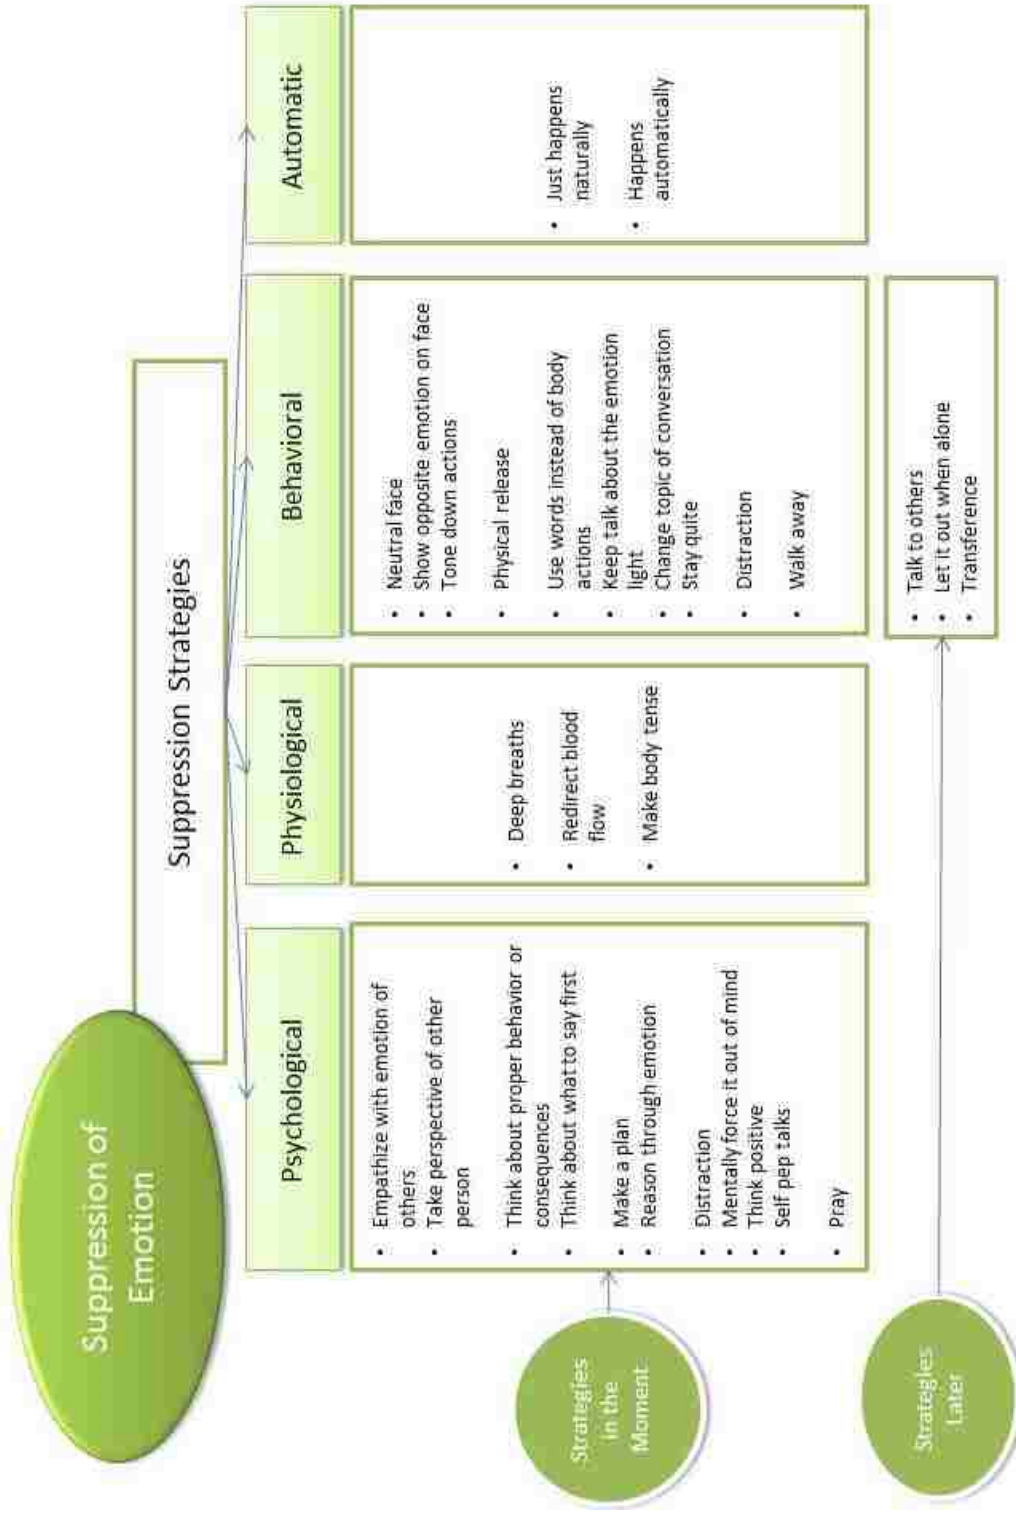 Suppression of
Emotion
Suppression Strategies
Psychological
Physiological
Behavioral
Automatic
Strategies
in the
Moment
• Empathize with emotion of
others
• Take perspective of other
person
• Think about proper behavior or
consequences
• Think about what to say first
• Make a plan
• Reason through emotion
• Distraction
• Mentally force it out of mind
• Think positive
• Self pep talks
• Pray
• Deep breaths
• Redirect blood
flow
• Make body tense
• Neutral face
• Show opposite emotion on face
• Tone down actions
• Physical release
• Use words instead of body
actions
• Keep talk about the emotion
light
• Change topic of conversation
• Stay quite
• Distraction
• Walk away
• Just happens
naturally
• Happens
automatically
Strategies
Later
• Talk to others
• Let it out when alone
• Transference